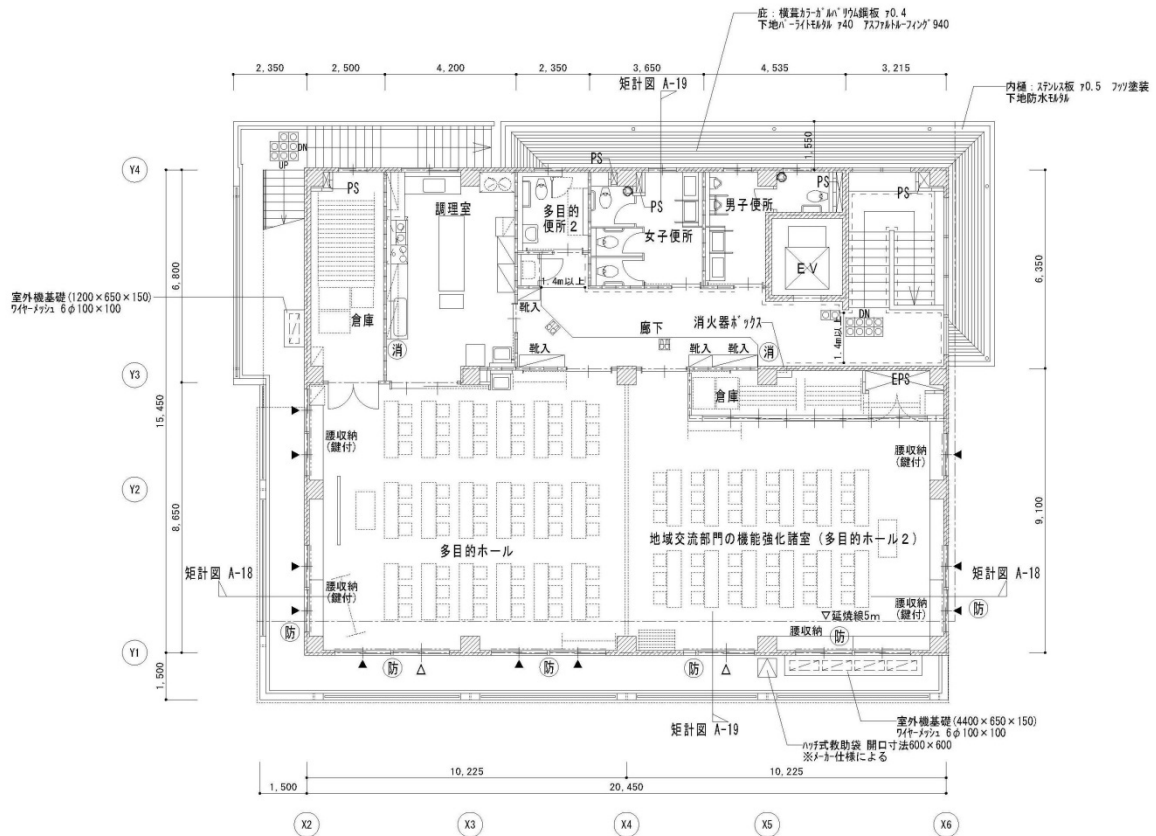 庇：横葺カラーガルバリウム鋼板 ｱ0.4
下地パーライトモルタル ｱ40 アスファルトルーフィング940
2,350
2,500
4,200
2,350
3,650
4,535
3,215
矩計図 A-19
内樋：ステンレス板 ｱ0.5 フッソ塗装
下地防水モルタル
1,550
DN
UP
Y4
PS
PS
PS
PS
PS
調理室
多目的
便所2
男子便所
女子便所
EV
6,800
6,350
1.4m以上
室外機基礎(1200×650×150)
ワイヤーメッシュ 6φ100×100
倉庫
靴入
廊下
消火器ボックス
DN
1.4m以上
消
靴入
靴入
靴入
消
Y3
倉庫
EPS
15,450
腰収納
(鍵付)
腰収納
(鍵付)
Y2
8,650
9,100
多目的ホール
地域交流部門の機能強化諸室（多目的ホール2）
矩計図 A-18
矩計図 A-18
腰収納
(鍵付)
腰収納
(鍵付)
防
▽延焼線5m
防
腰収納
防
Y1
防
防
防
1,500
矩計図 A-19
室外機基礎(4400×650×150)
ワイヤーメッシュ 6φ100×100
ハッチ式救助袋 開口寸法600×600
※メーカー仕様による
10,225
10,225
1,500
20,450
X2
X3
X4
X5
X6